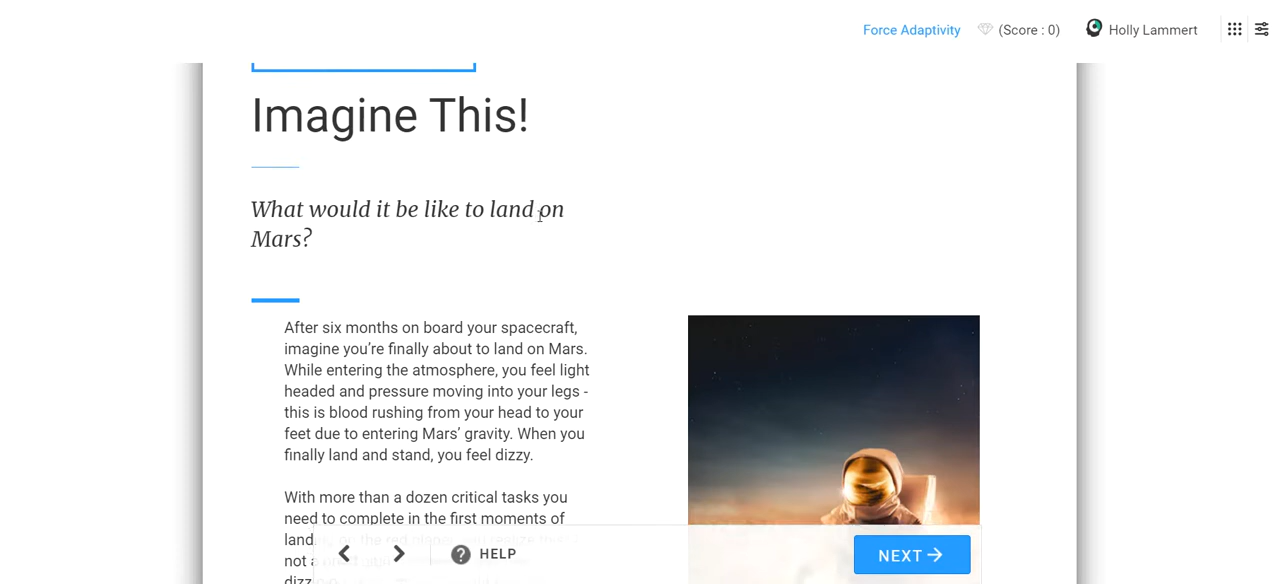 Force Adaptivity (Score : 0) Holly Lammert
Imagine This!
What would it be like to land on
Mars?
After six months on board your spacecraft,
imagine you’re finally about to land on Mars.
While entering the atmosphere, you feel light
headed and pressure moving into your legs -
this is blood rushing from your head to your
feet due to entering Mars’ gravity. When you
finally land and stand, you feel dizzy.
With more than a dozen critical tasks you
need to complete in the first moments of
not
HELP
NEXT